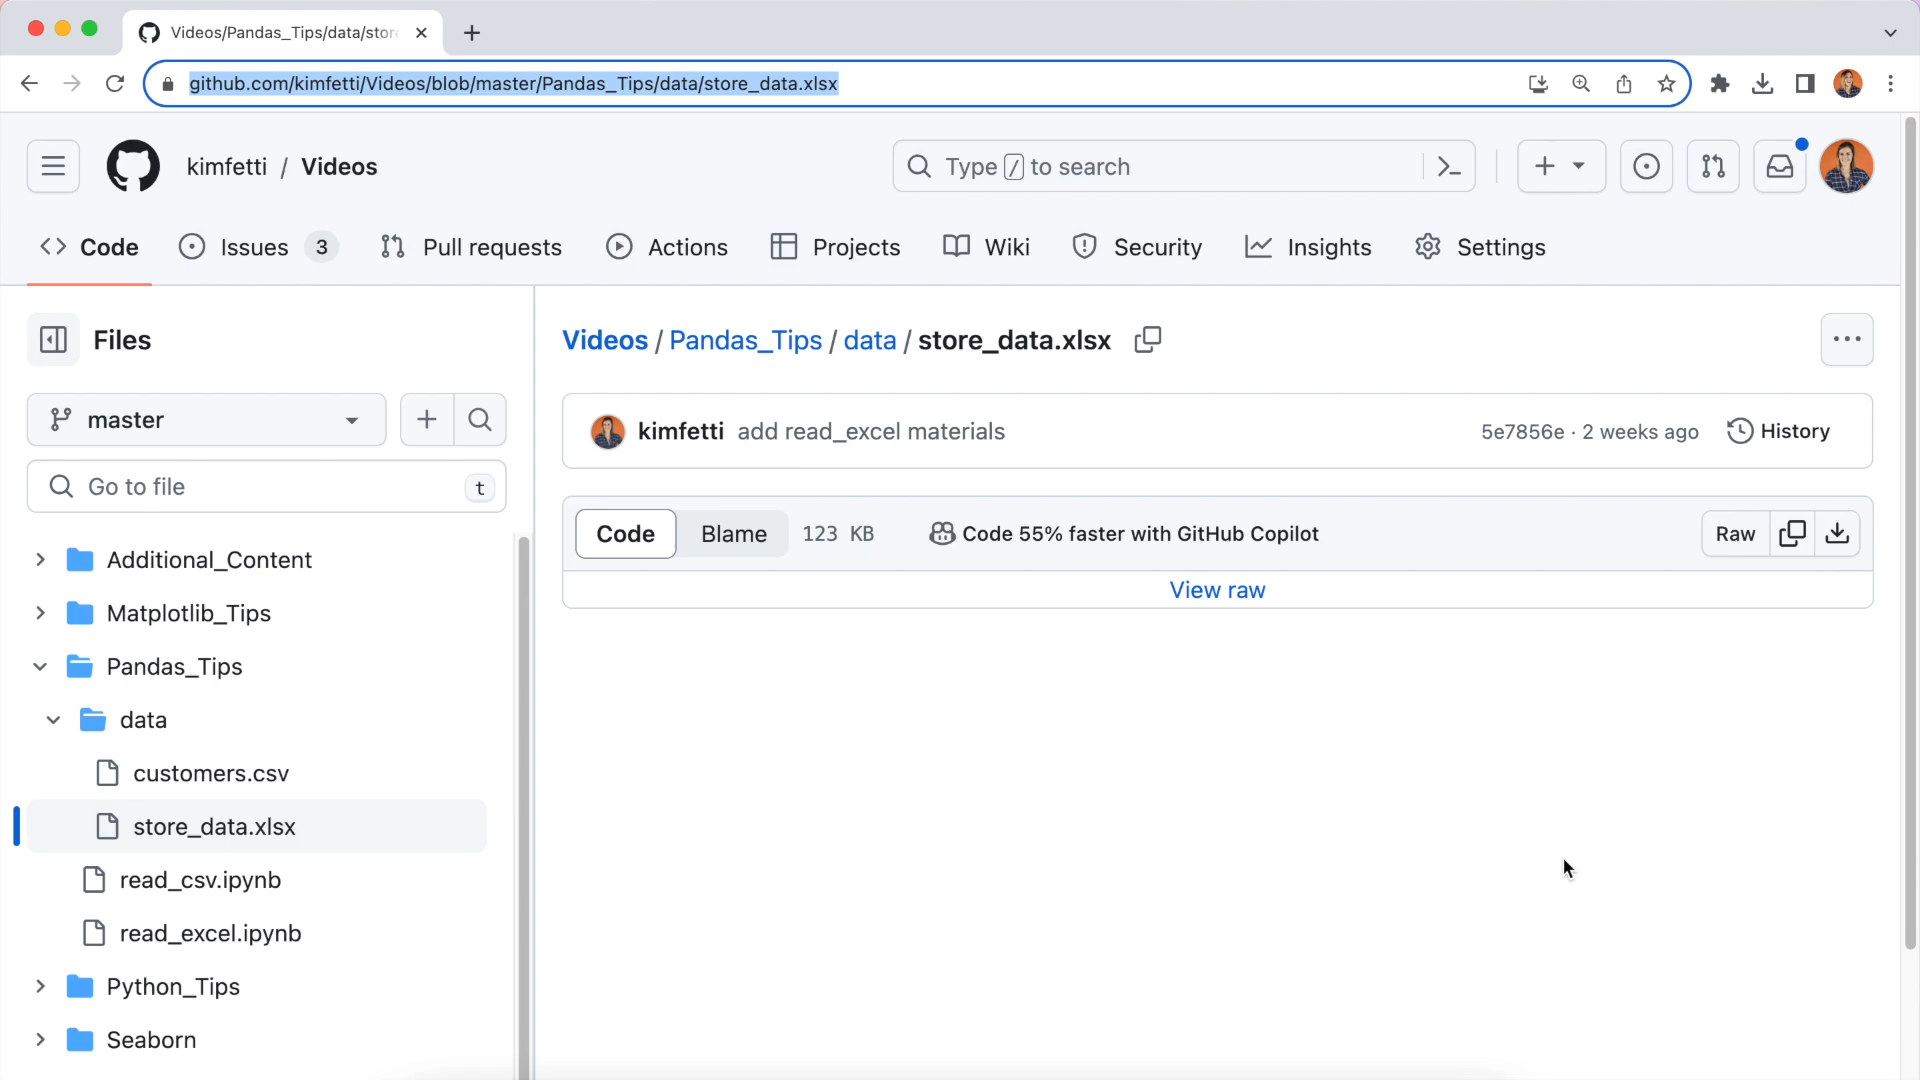 Videos/Pandas_Tips/data/stor
github.com/kimfetti/Videos/blob/master/Pandas_Tips/data/store_data.xlsx
kimfetti / Videos
Type / to search
Code
Issues 3
Pull requests
Actions
Projects
Wiki
Security
Insights
Settings
Files
master
Go to file
t
Additional_Content
Matplotlib_Tips
Pandas_Tips
data
customers.csv
store_data.xlsx
read_csv.ipynb
read_excel.ipynb
Python_Tips
Seaborn
Videos / Pandas_Tips / data / store_data.xlsx
kimfetti add read_excel materials
5e7856e · 2 weeks ago
History
Code
Blame
123 KB
Code 55% faster with GitHub Copilot
Raw
View raw